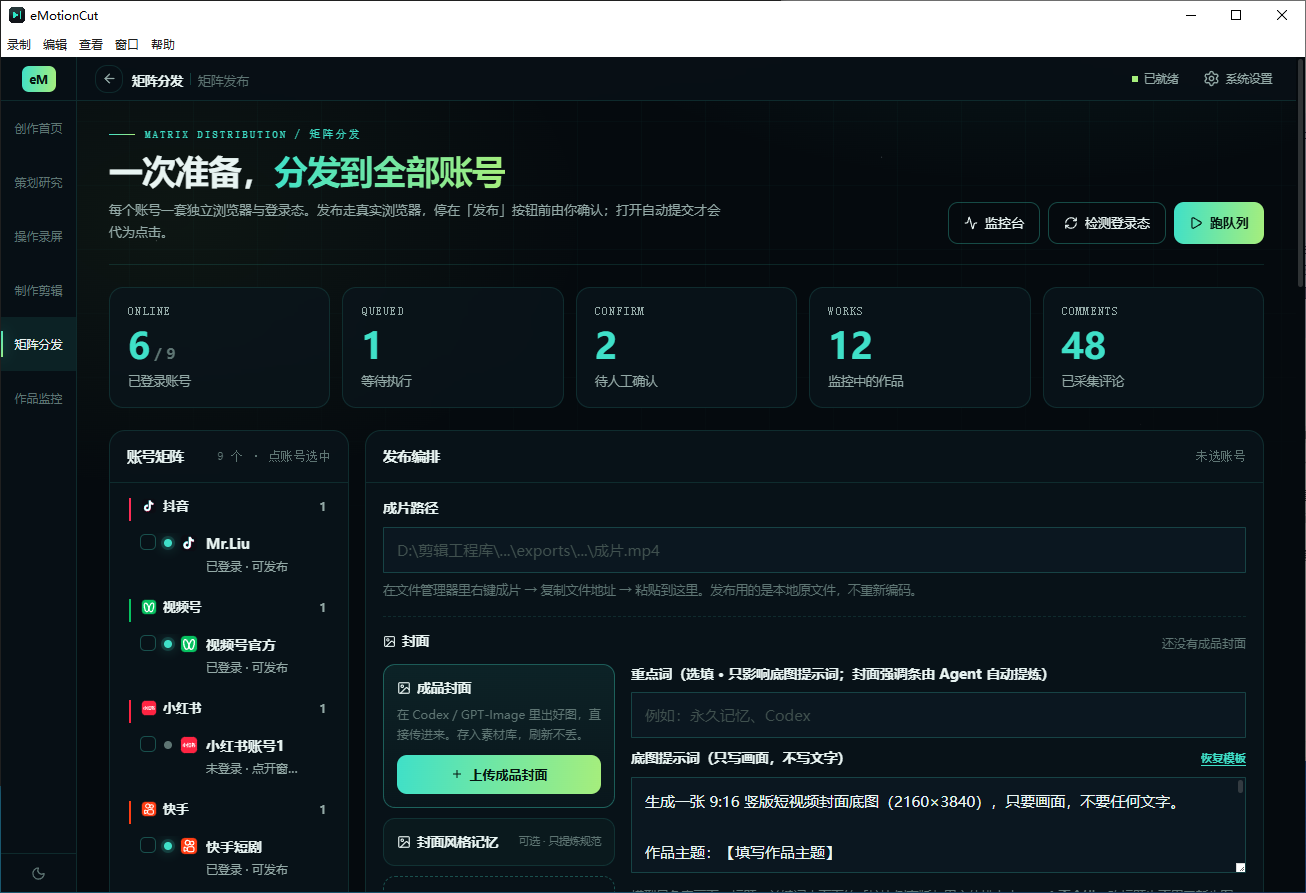 eMotionCut
录制 编辑 查看 窗口 帮助
eM
矩阵分发 矩阵发布
已就绪 系统设置
创作首页
策划研究
操作录屏
制作剪辑
矩阵分发
作品监控
MATRIX DISTRIBUTION / 矩阵分发
一次准备，分发到全部账号
每个账号一套独立浏览器与登录态。发布走真实浏览器，停在「发布」按钮前由你确认；打开自动提交才会
代为点击。
监控台 检测登录态 跑队列
ONLINE
6 / 9
已登录账号
QUEUED
1
等待执行
CONFIRM
2
待人工确认
WORKS
12
监控中的作品
COMMENTS
48
已采集评论
账号矩阵 9 个 · 点账号选中
抖音 1
Mr.Liu
已登录 · 可发布
视频号 1
视频号官方
已登录 · 可发布
小红书 1
小红书账号1
未登录 · 点开窗...
快手 1
快手短剧
已登录 · 可发布
发布编排 未选账号
成片路径
D:\剪辑工程库\...\exports\...\成片.mp4
在文件管理器里右键成片 → 复制文件地址 → 粘贴到这里。发布用的是本地原文件，不重新编码。
封面 还没有成品封面
成品封面
在 Codex / GPT-Image 里出好图，直
接传进来。存入素材库，刷新不丢。
+ 上传成品封面
封面风格记忆 可选 · 只提炼规范
重点词（选填 • 只影响底图提示词；封面强调条由 Agent 自动提炼）
例如：永久记忆、Codex
底图提示词（只写画面，不写文字） 恢复模板
生成一张 9:16 竖版短视频封面底图（2160×3840），只要画面，不要任何文字。
作品主题：【填写作品主题】